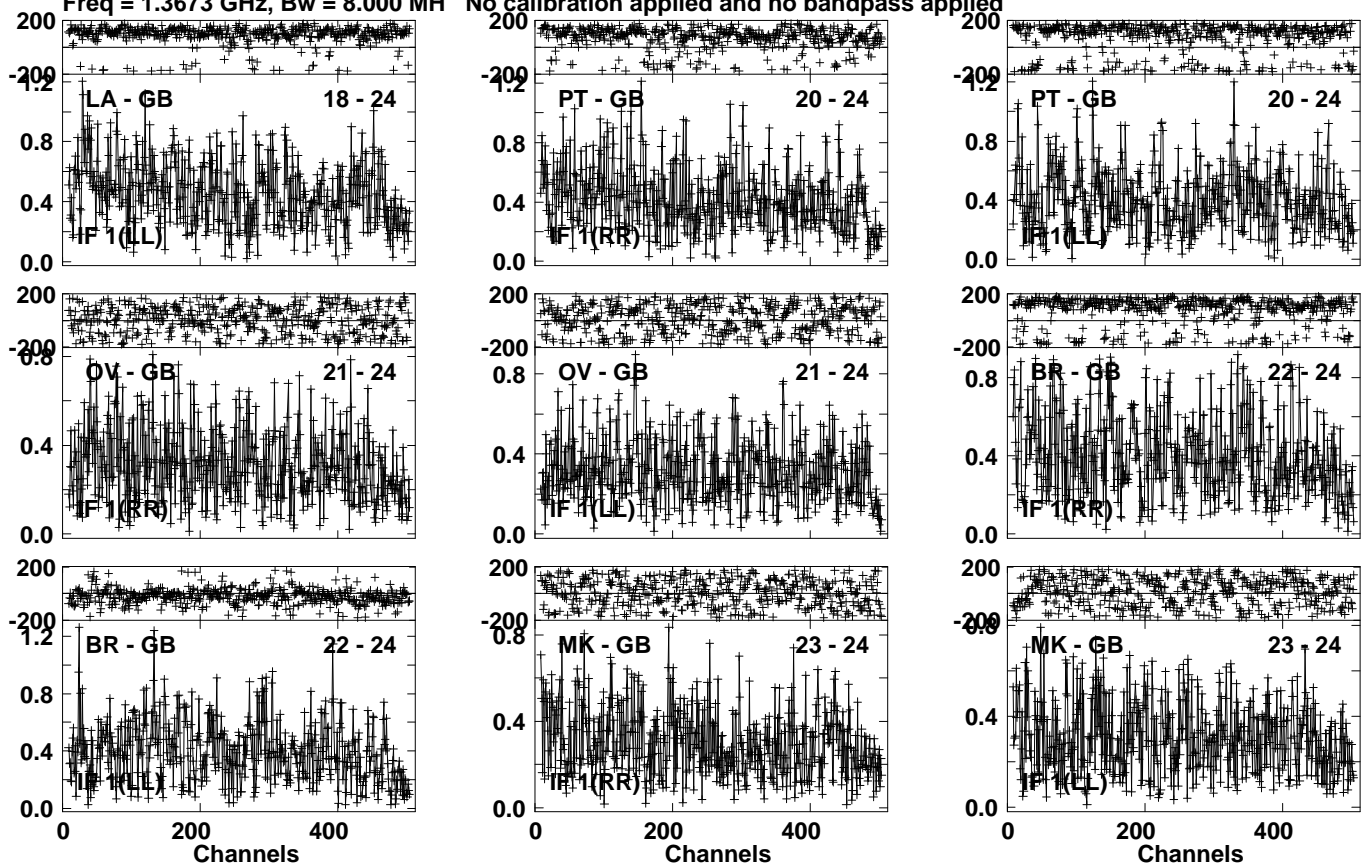 Freq = 1.3673 GHz, Bw = 8.000 MH No calibration applied and no bandpass applied
200 200 200
-200 -200 -200
1.2 1.2 1.2
LA - GB 18 - 24 PT - GB 20 - 24 PT - GB 20 - 24
0.8 0.8 0.8
0.4 0.4 0.4
IF 1(LL) IF 1(RR) IF 1(LL)
0.0 0.0 0.0
200 200 200
-200 -200 -200
0.8 0.8 0.8
OV - GB 21 - 24 OV - GB 21 - 24 BR - GB 22 - 24
0.4 0.4 0.4
IF 1(RR) IF 1(LL) IF 1(RR)
0.0 0.0 0.0
200 200 200
-200 -200 -200
1.2 0.8 0.8
BR - GB 22 - 24 MK - GB 23 - 24 MK - GB 23 - 24
0.8
0.4 0.4 0.4
IF 1(LL) IF 1(RR) IF 1(LL)
0.0 0.0 0.0
0 200 400 0 200 400 0 200 400
Channels Channels Channels